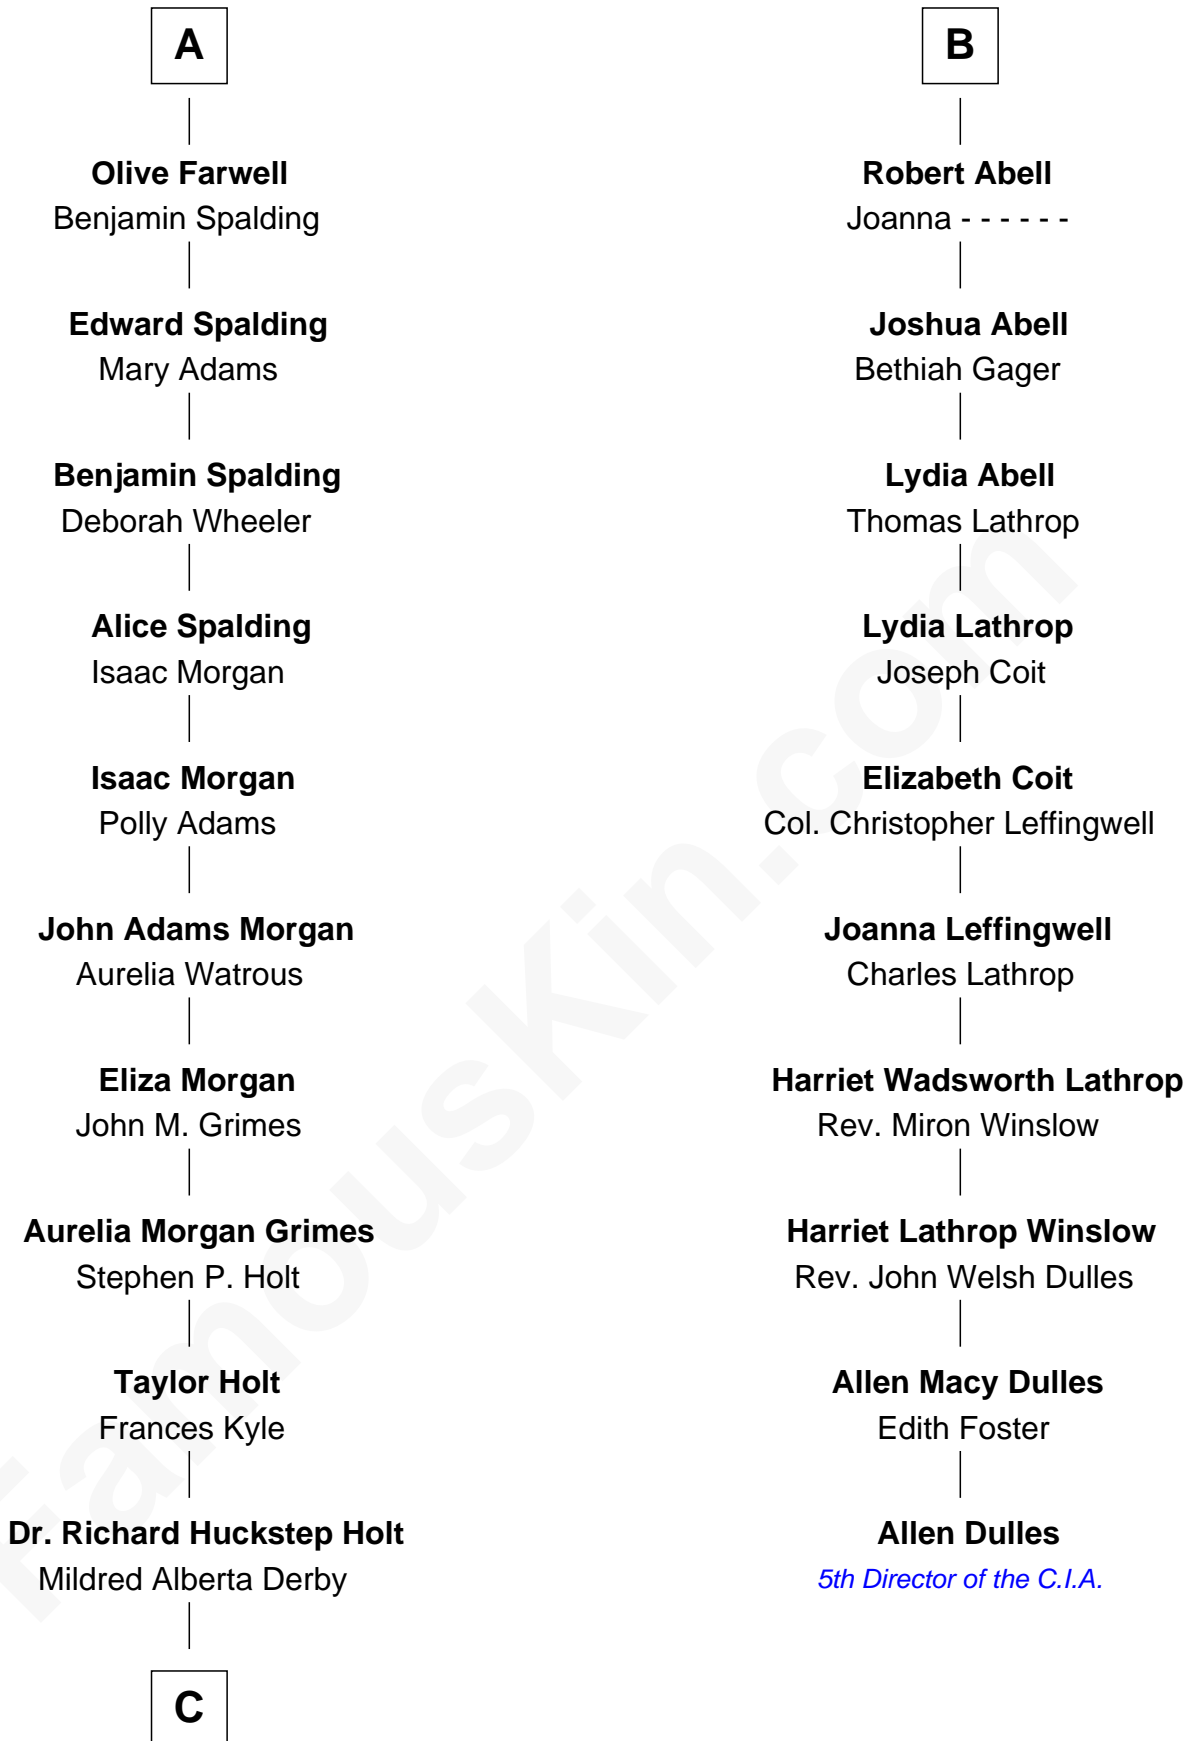 A
Olive Farwell
Benjamin Spalding
Edward Spalding
Mary Adams
Benjamin Spalding
Deborah Wheeler
Alice Spalding
Isaac Morgan
Isaac Morgan
Polly Adams
John Adams Morgan
Aurelia Watrous
Eliza Morgan
John M. Grimes
Aurelia Morgan Grimes
Stephen P. Holt
Taylor Holt
Frances Kyle
Dr. Richard Huckstep Holt
Mildred Alberta Derby
C
B
Robert Abell
Joanna - - - - - -
Joshua Abell
Bethiah Gager
Lydia Abell
Thomas Lathrop
Lydia Lathrop
Joseph Coit
Elizabeth Coit
Col. Christopher Leffingwell
Joanna Leffingwell
Charles Lathrop
Harriet Wadsworth Lathrop
Rev. Miron Winslow
Harriet Lathrop Winslow
Rev. John Welsh Dulles
Allen Macy Dulles
Edith Foster
Allen Dulles
5th Director of the C.I.A.
FamousKin.com